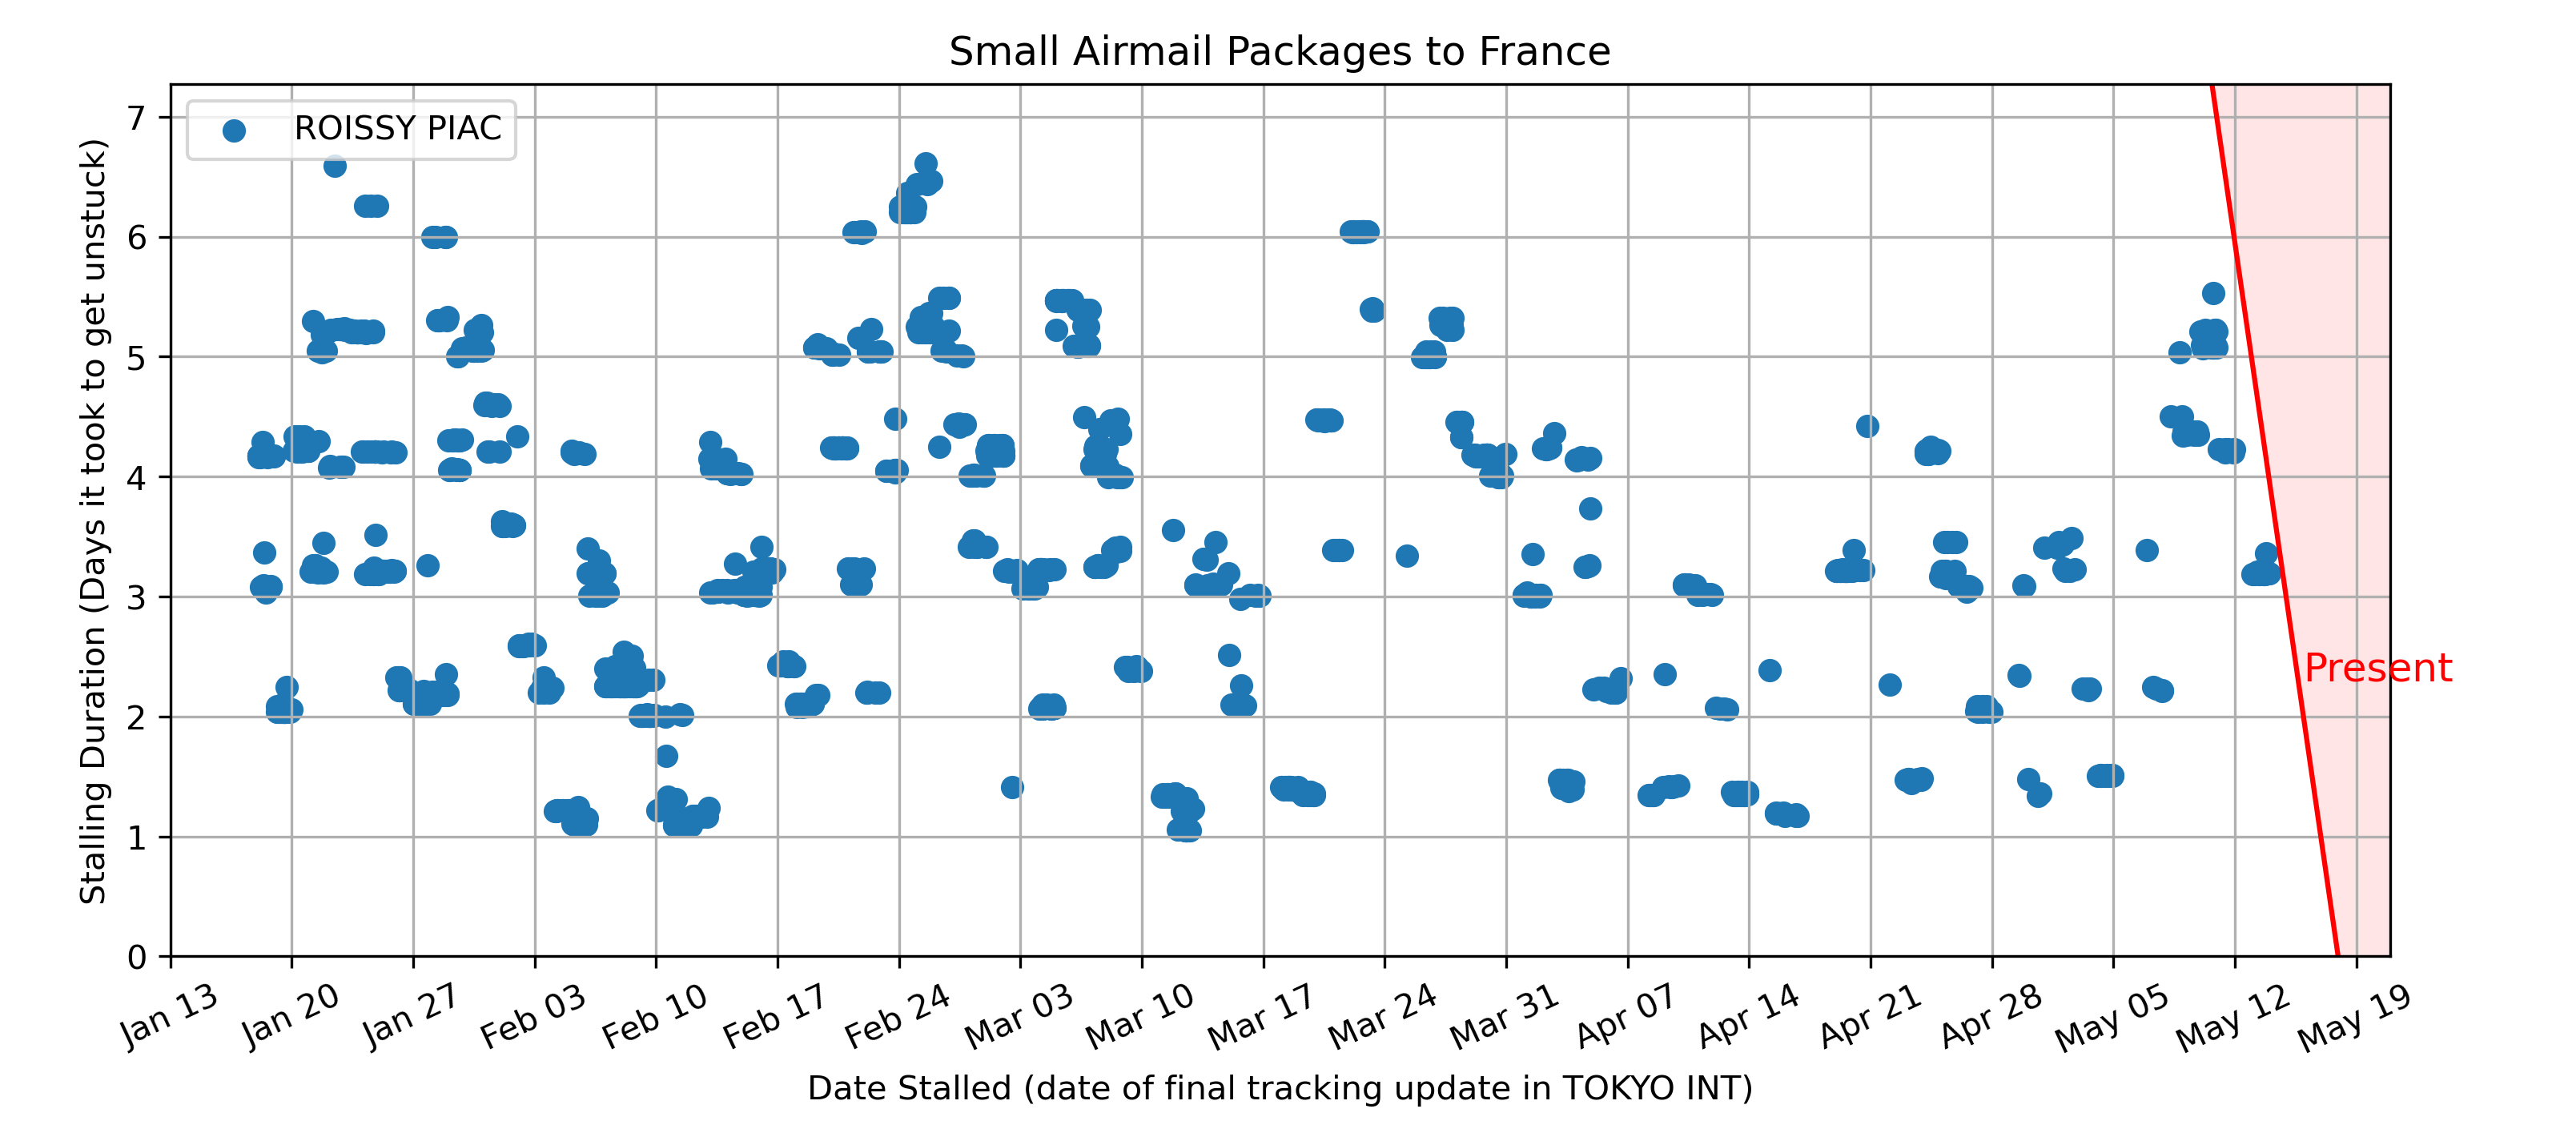 Small Airmail Packages to France
ROISSY PIAC
Stalling Duration (Days it took to get unstuck)
7
6
5
4
3
2
1
0
Present
Jan 13
Jan 20
Jan 27
Feb 03
Feb 10
Feb 17
Feb 24
Mar 03
Mar 10
Mar 17
Mar 24
Mar 31
Apr 07
Apr 14
Apr 21
Apr 28
May 05
May 12
May 19
Date Stalled (date of final tracking update in TOKYO INT)